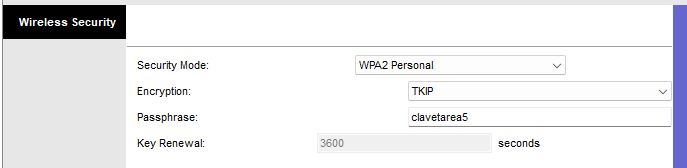 Wireless Security
Security Mode: WPA2 Personal
Encryption: TKIP
Passphrase: clavetarea5
Key Renewal: 3600 seconds